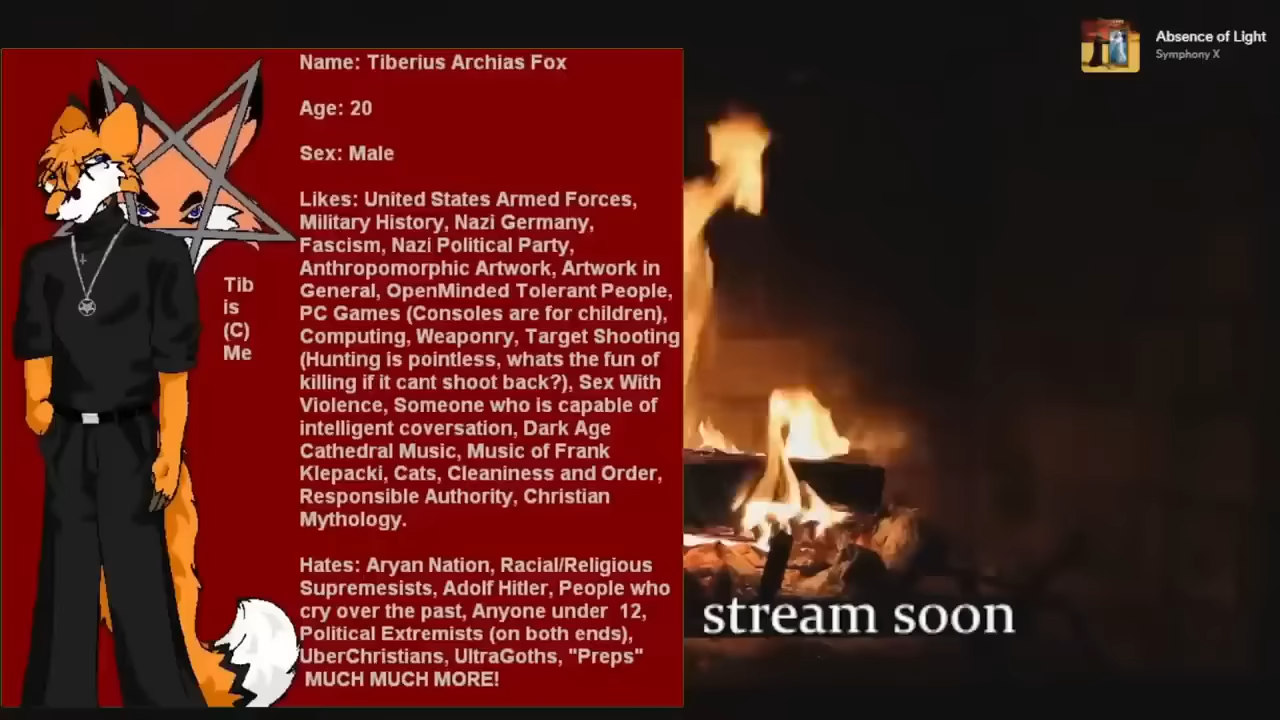 Absence of Light
Symphony X
Name: Tiberius Archias Fox
Age: 20
Sex: Male
Likes: United States Armed Forces,
Military History, Nazi Germany,
Fascism, Nazi Political Party,
Anthropomorphic Artwork, Artwork in
General, OpenMinded Tolerant People,
PC Games (Consoles are for children),
Computing, Weaponry, Target Shooting
(Hunting is pointless, whats the fun of
killing if it cant shoot back?), Sex With
Violence, Someone who is capable of
intelligent coversation, Dark Age
Cathedral Music, Music of Frank
Klepacki, Cats, Cleaniness and Order,
Responsible Authority, Christian
Mythology.
Hates: Aryan Nation, Racial/Religious
Supremesists, Adolf Hitler, People who
cry over the past, Anyone under 12,
Political Extremists (on both ends),
UberChristians, UltraGoths, "Preps"
MUCH MUCH MORE!
Tib
is
(C)
Me
stream soon